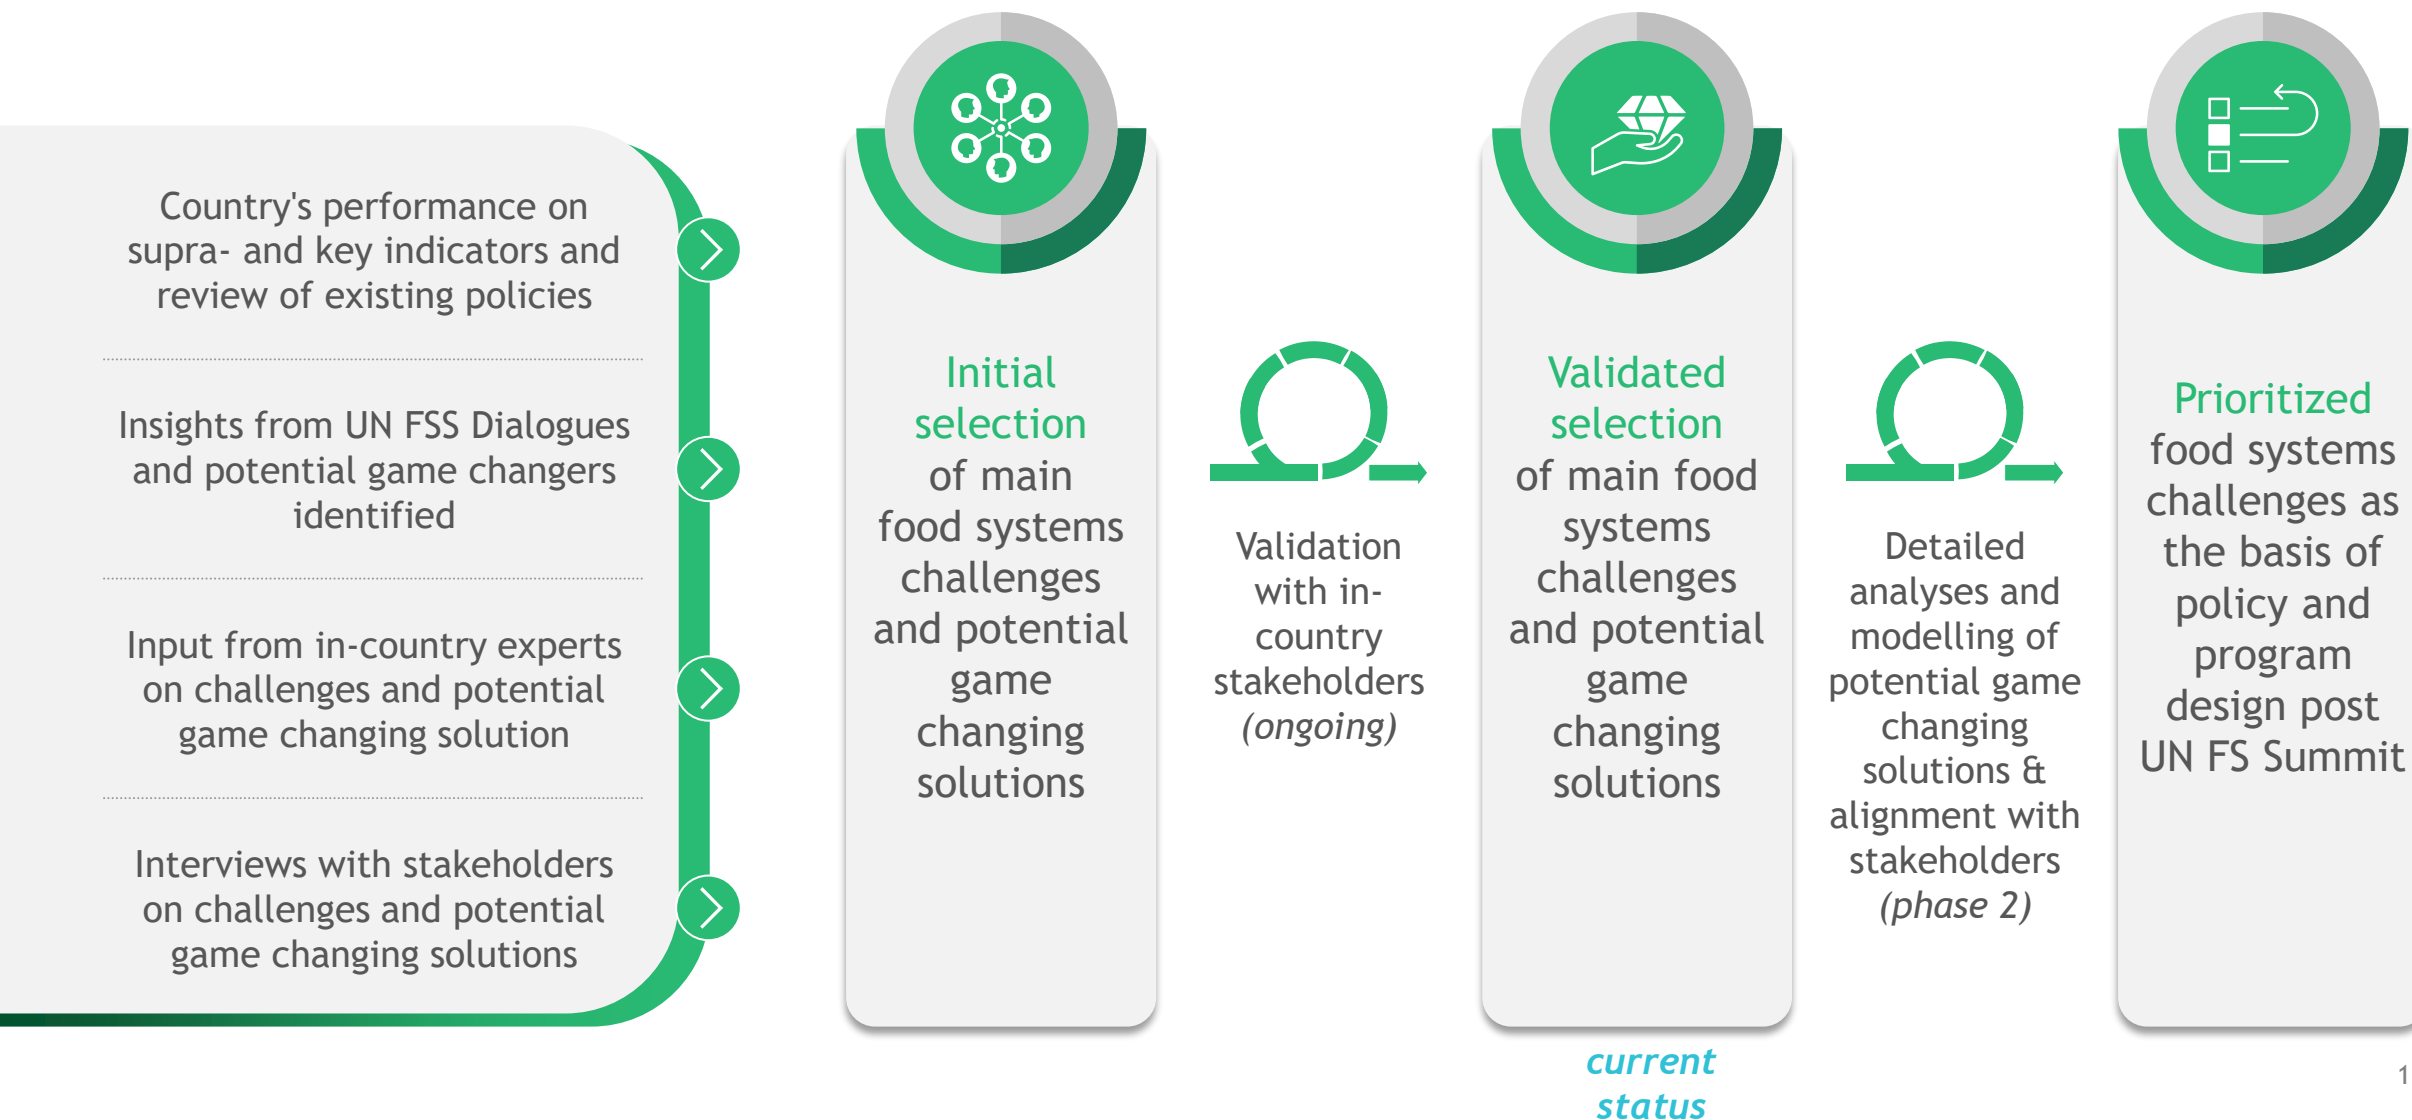 Country's performance on
supra- and key indicators and
review of existing policies
Insights from UN FSS Dialogues
and potential game changers
identified
Input from in-country experts
on challenges and potential
game changing solution
Interviews with stakeholders
on challenges and potential
game changing solutions
Initial
selection
of main
food systems
challenges
and potential
game
changing
solutions
Validation
with in-
country
stakeholders
(ongoing)
Validated
selection
of main food
systems
challenges
and potential
game
changing
solutions
current
status
Detailed
analyses and
modelling of
potential game
changing
solutions &
alignment with
stakeholders
(phase 2)
Prioritized
food systems
challenges as
the basis of
policy and
program
design post
UN FS Summit
1